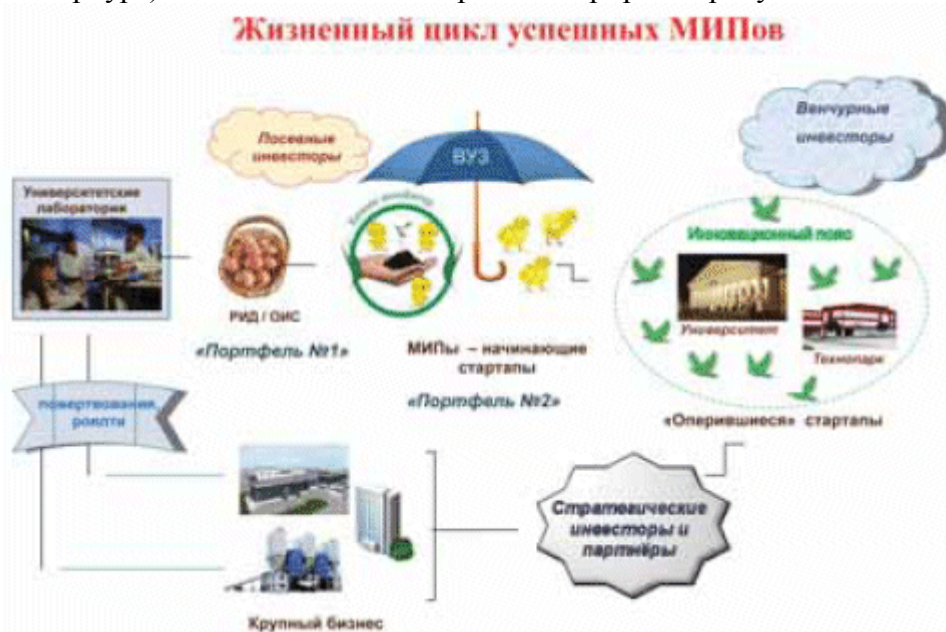 Жизненный цикл успешных МИПов
Посевные
инвесторы
ВУЗ
Венчурные
инвесторы
Университетские
лаборатории
Инновационный пояс
Университет
Технопарк
РИД / ОИС
«Портфель №1»
МИПы – начинающие
стартапы
«Портфель №2»
«Оперившиеся» стартапы
пожертвования,
роялти
Стратегические
инвесторы и
партнёры
Крупный бизнес